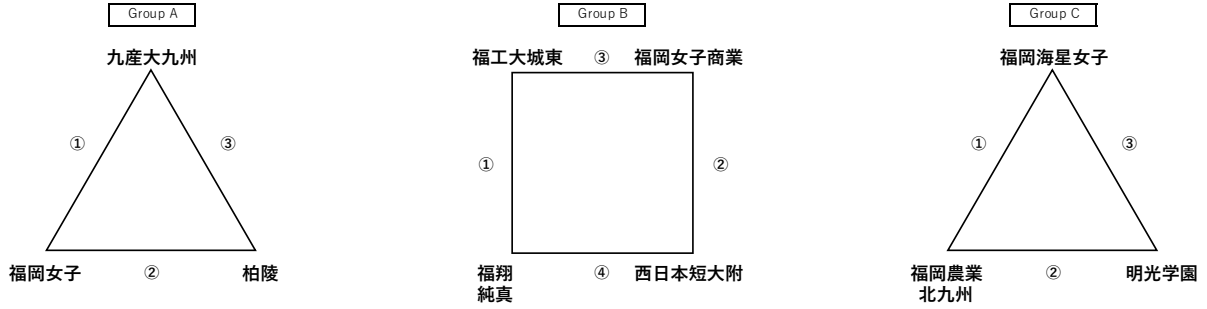 Group A
Group B
Group C
九産大九州
福工大城東 ③ 福岡女子商業
福岡海星女子
① ③
① ②
① ③
福岡女子 ② 柏陵
福翔
純真
④ 西日本短大附
福岡農業
北九州
② 明光学園